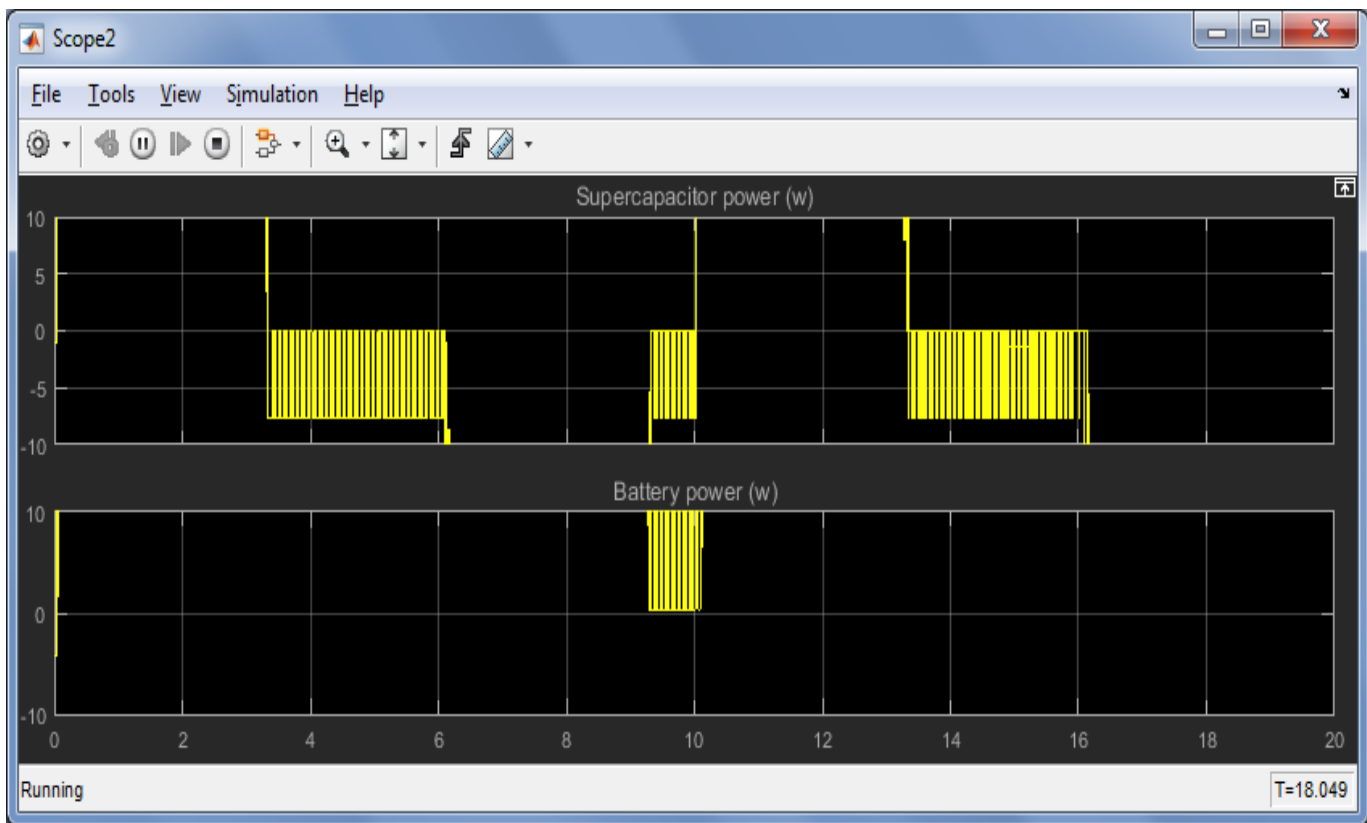 Scope2
File Tools View Simulation Help
Supercapacitor power (w)
10
5
0
-5
-10
Battery power (w)
10
0
-10
0 2 4 6 8 10 12 14 16 18 20
Running T=18.049